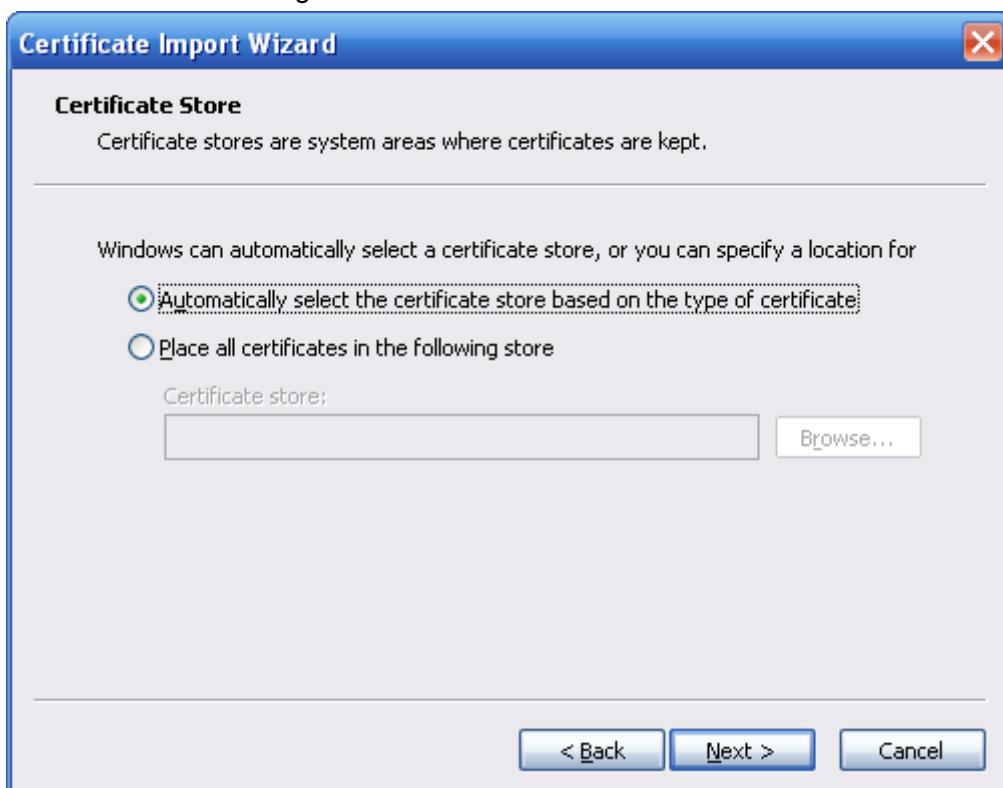 Certificate Import Wizard
Certificate Store
Certificate stores are system areas where certificates are kept.
Windows can automatically select a certificate store, or you can specify a location for
Automatically select the certificate store based on the type of certificate
Place all certificates in the following store
Certificate store:
Browse...
< Back Next > Cancel